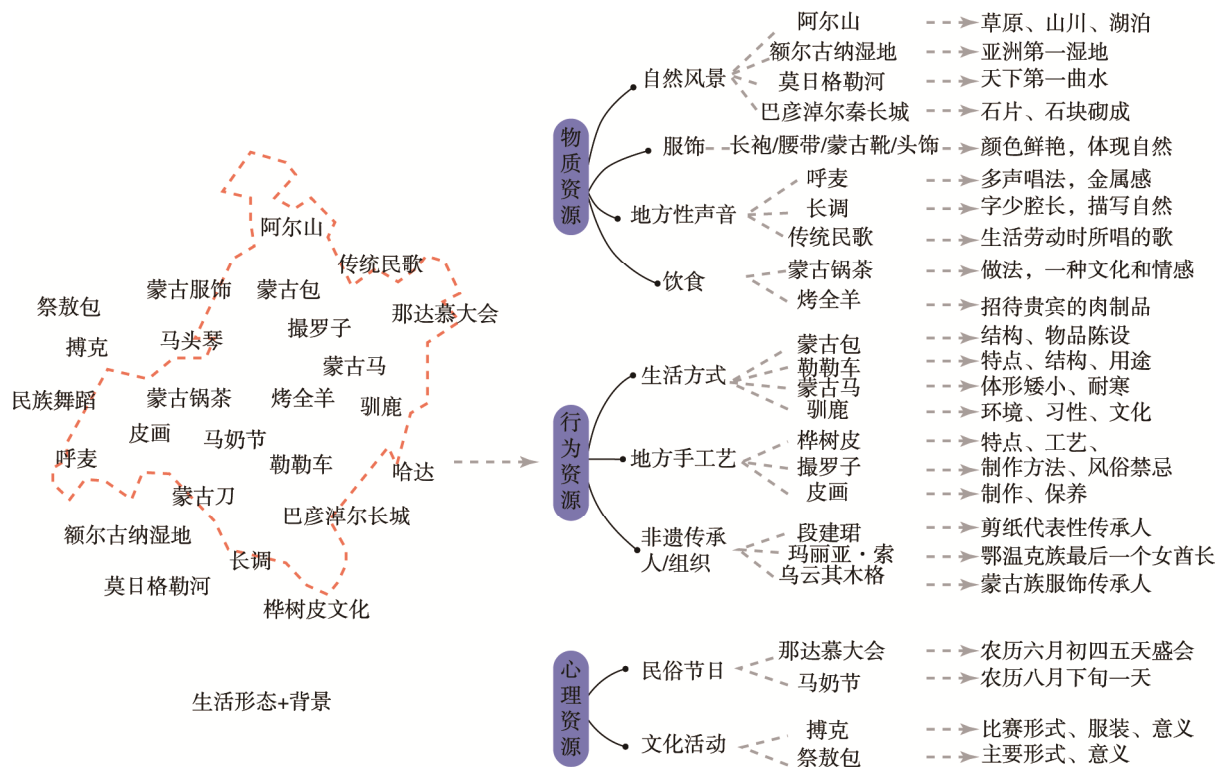 阿尔山
传统民歌
蒙古服饰
蒙古包
祭敖包
那达慕大会
撮罗子
搏克
马头琴
蒙古马
民族舞蹈
蒙古锅茶
烤全羊
驯鹿
皮画
马奶节
呼麦
勒勒车
哈达
蒙古刀
巴彦淖尔长城
额尔古纳湿地
长调
莫日格勒河
桦树皮文化
生活形态+背景
物质资源
自然风景
阿尔山
草原、山川、湖泊
额尔古纳湿地
亚洲第一湿地
莫日格勒河
天下第一曲水
巴彦淖尔秦长城
石片、石块砌成
服饰
长袍/腰带/蒙古靴/头饰
颜色鲜艳，体现自然
地方性声音
呼麦
多声唱法，金属感
长调
字少腔长，描写自然
传统民歌
生活劳动时所唱的歌
饮食
蒙古锅茶
做法，一种文化和情感
烤全羊
招待贵宾的肉制品
行为资源
生活方式
蒙古包
结构、物品陈设
勒勒车
特点、结构、用途
蒙古马
体形矮小、耐寒
驯鹿
环境、习性、文化
地方手工艺
桦树皮
特点、工艺、
撮罗子
制作方法、风俗禁忌
皮画
制作、保养
非遗传承
人/组织
段建珺
剪纸代表性传承人
玛丽亚·索
鄂温克族最后一个女酋长
乌云其木格
蒙古族服饰传承人
心理资源
民俗节日
那达慕大会
农历六月初四五天盛会
马奶节
农历八月下旬一天
文化活动
搏克
比赛形式、服装、意义
祭敖包
主要形式、意义